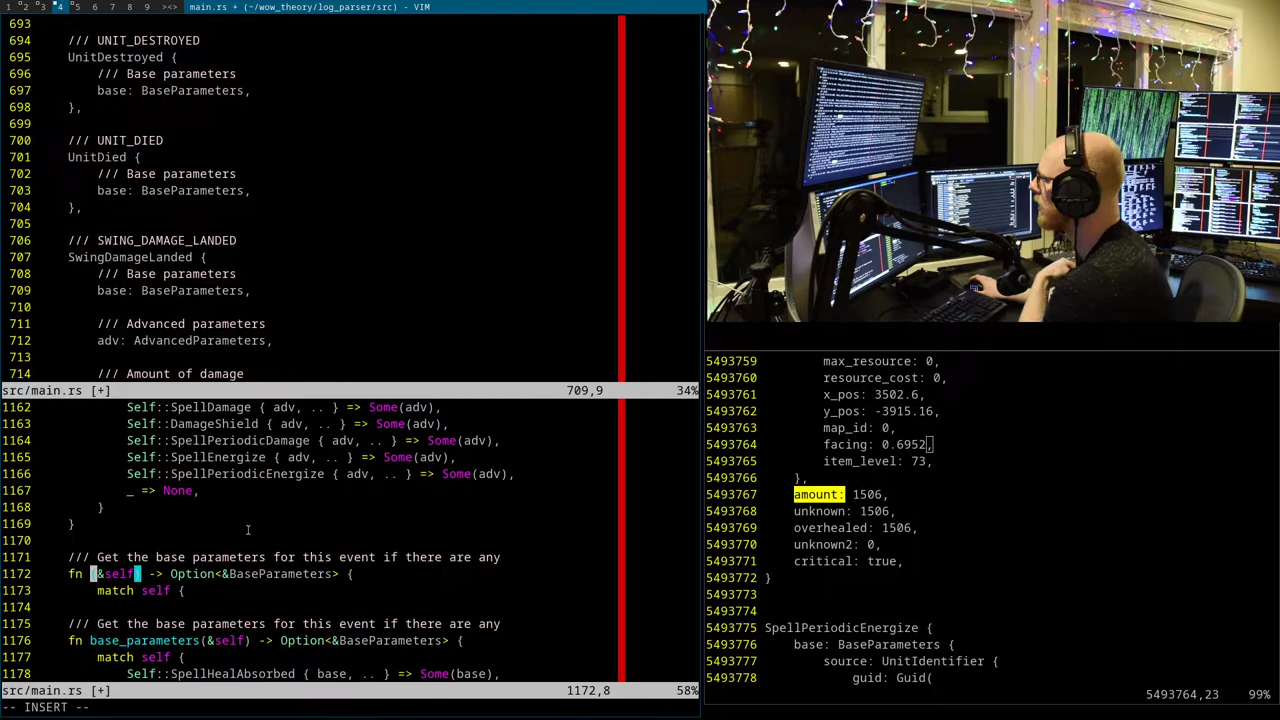 1 2 3 4 5 6 7 8 9 ><> main.rs + (~/wow_theory/log_parser/src) - VIM
693
694 /// UNIT_DESTROYED
695 UnitDestroyed {
696 /// Base parameters
697 base: BaseParameters,
698 },
699
700 /// UNIT_DIED
701 UnitDied {
702 /// Base parameters
703 base: BaseParameters,
704 },
705
706 /// SWING_DAMAGE_LANDED
707 SwingDamageLanded {
708 /// Base parameters
709 base: BaseParameters,
710
711 /// Advanced parameters
712 adv: AdvancedParameters,
713
714 /// Amount of damage
src/main.rs [+] 709,9 34%
1162 Self::SpellDamage { adv, .. } => Some(adv),
1163 Self::DamageShield { adv, .. } => Some(adv),
1164 Self::SpellPeriodicDamage { adv, .. } => Some(adv),
1165 Self::SpellEnergize { adv, .. } => Some(adv),
1166 Self::SpellPeriodicEnergize { adv, .. } => Some(adv),
1167 _ => None,
1168 }
1169 }
1170
1171 /// Get the base parameters for this event if there are any
1172 fn (&self) -> Option<&BaseParameters> {
1173 match self {
1174
1175 /// Get the base parameters for this event if there are any
1176 fn base_parameters(&self) -> Option<&BaseParameters> {
1177 match self {
1178 Self::SpellHealAbsorbed { base, .. } => Some(base),
src/main.rs [+] 1172,8 58%
-- INSERT --
5493759 max_resource: 0,
5493760 resource_cost: 0,
5493761 x_pos: 3502.6,
5493762 y_pos: -3915.16,
5493763 map_id: 0,
5493764 facing: 0.6952,
5493765 item_level: 73,
5493766 },
5493767 amount: 1506,
5493768 unknown: 1506,
5493769 overhealed: 1506,
5493770 unknown2: 0,
5493771 critical: true,
5493772 }
5493773
5493774
5493775 SpellPeriodicEnergize {
5493776 base: BaseParameters {
5493777 source: UnitIdentifier {
5493778 guid: Guid(
5493764,23 99%